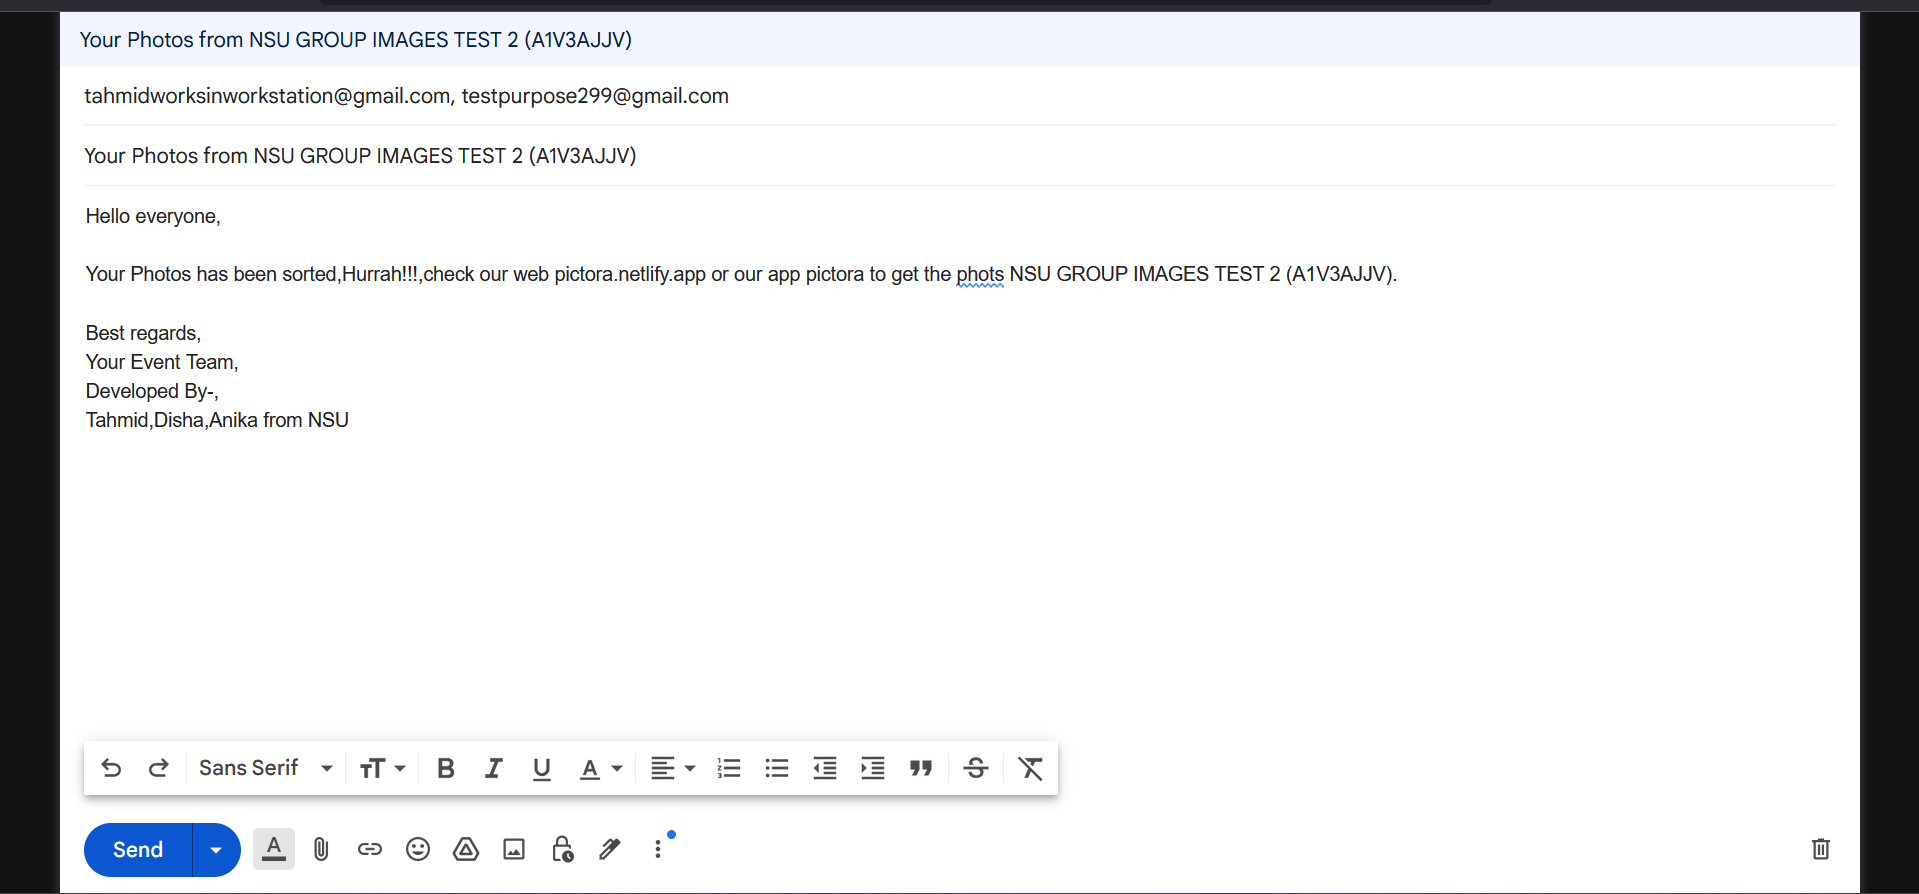 Your Photos from NSU GROUP IMAGES TEST 2 (A1V3AJJV)
tahmidworksinworkstation@gmail.com, testpurpose299@gmail.com
Your Photos from NSU GROUP IMAGES TEST 2 (A1V3AJJV)
Hello everyone,
Your Photos has been sorted,Hurrah!!!,check our web pictora.netlify.app or our app pictora to get the phots NSU GROUP IMAGES TEST 2 (A1V3AJJV).
Best regards,
Your Event Team,
Developed By-,
Tahmid,Disha,Anika from NSU
Sans Serif
Send